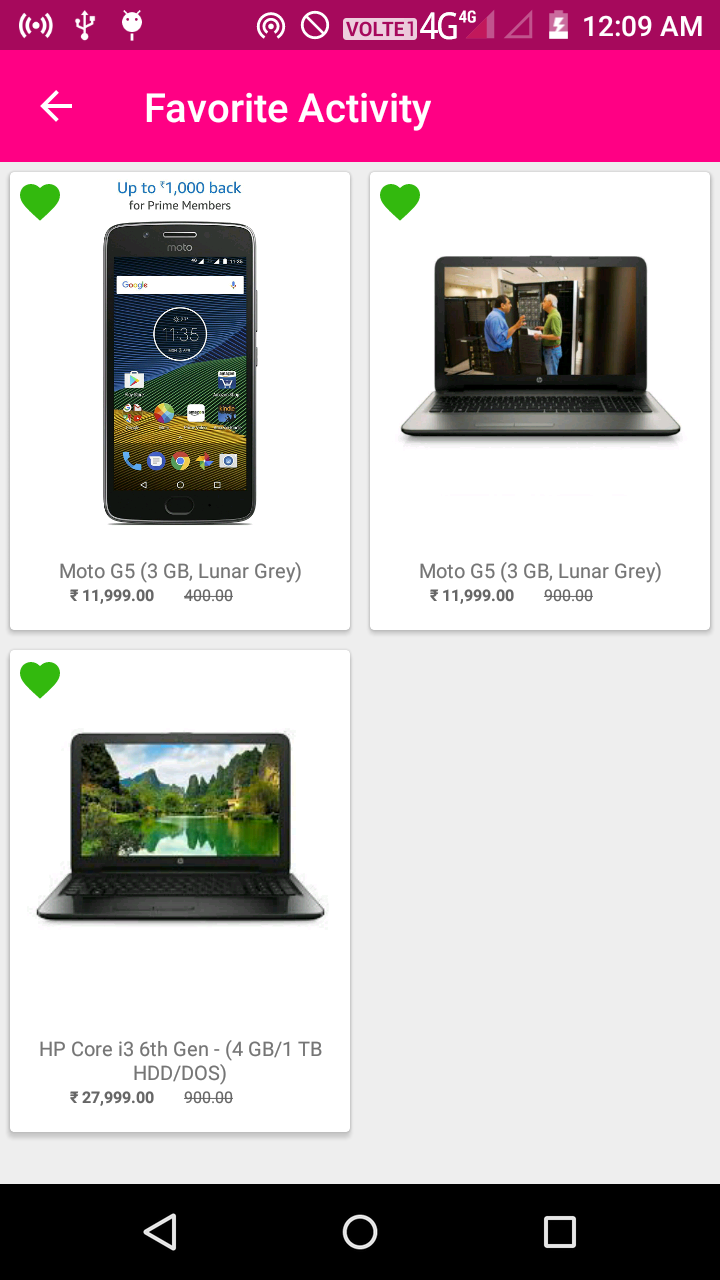 VOLTE1 4G 4G 12:09 AM
Favorite Activity
Up to ₹1,000 back
for Prime Members
moto
11:35
Google
11:35
Moto G5 (3 GB, Lunar Grey)
₹ 11,999.00 400.00
Moto G5 (3 GB, Lunar Grey)
₹ 11,999.00 900.00
HP Core i3 6th Gen - (4 GB/1 TB
HDD/DOS)
₹ 27,999.00 900.00